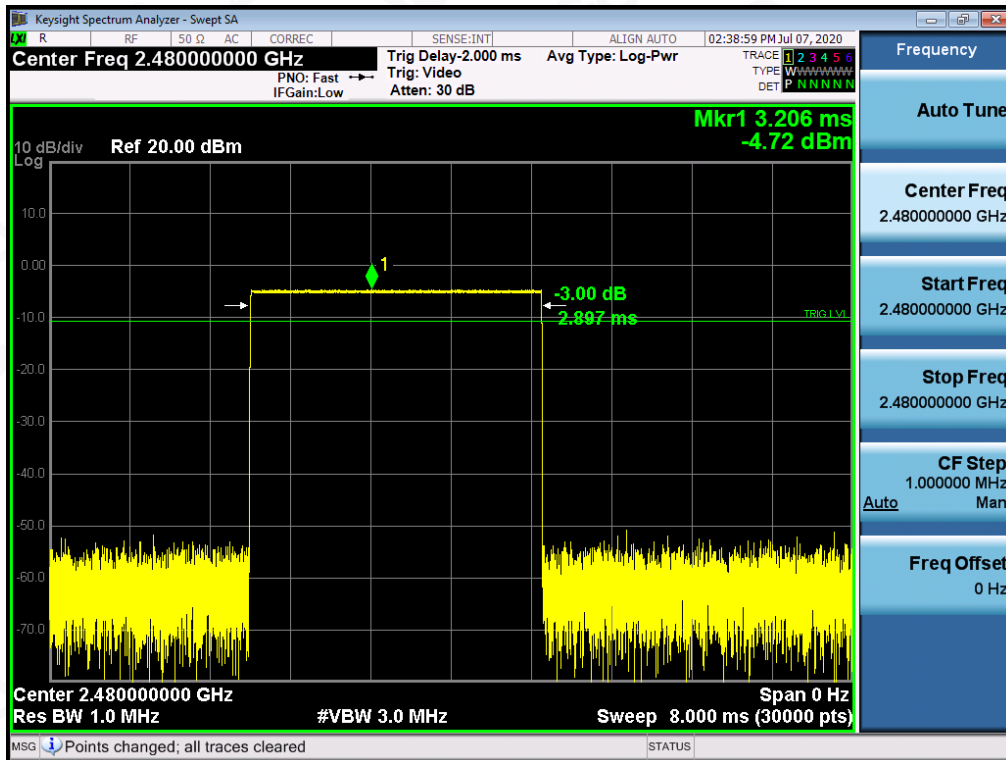 Keysight Spectrum Analyzer - Swept SA
LXI R RF 50 Ω AC CORREC SENSE:INT ALIGN AUTO 02:38:59 PM Jul 07, 2020
Center Freq 2.480000000 GHz
PNO: Fast
IFGain:Low
Trig Delay-2.000 ms
Trig: Video
Atten: 30 dB
Avg Type: Log-Pwr
TRACE 1 2 3 4 5 6
TYPE WWWWWW
DET P N N N N N
Mkr1 3.206 ms
-4.72 dBm
10 dB/div Ref 20.00 dBm
Log
10.0
0.00
-10.0
-20.0
-30.0
-40.0
-50.0
-60.0
-70.0
1
-3.00 dB
2.897 ms
TRIG LVL
Center 2.480000000 GHz Span 0 Hz
Res BW 1.0 MHz #VBW 3.0 MHz Sweep 8.000 ms (30000 pts)
MSG Points changed; all traces cleared STATUS
Frequency
Auto Tune
Center Freq
2.480000000 GHz
Start Freq
2.480000000 GHz
Stop Freq
2.480000000 GHz
CF Step
1.000000 MHz
Auto Man
Freq Offset
0 Hz